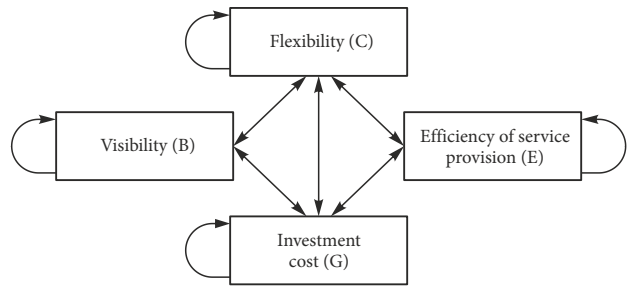 Flexibility (C)
Visibility (B)
Efficiency of service
provision (E)
Investment
cost (G)